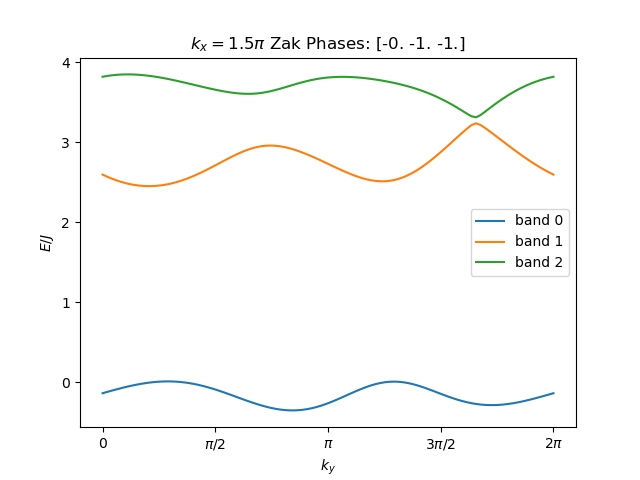 $k_x = 1.5\pi$ Zak Phases: [-0. -1. -1.]
4
3
2
1
0
E/J
band 0
band 1
band 2
0
π/2
π
3π/2
2π
$k_y$